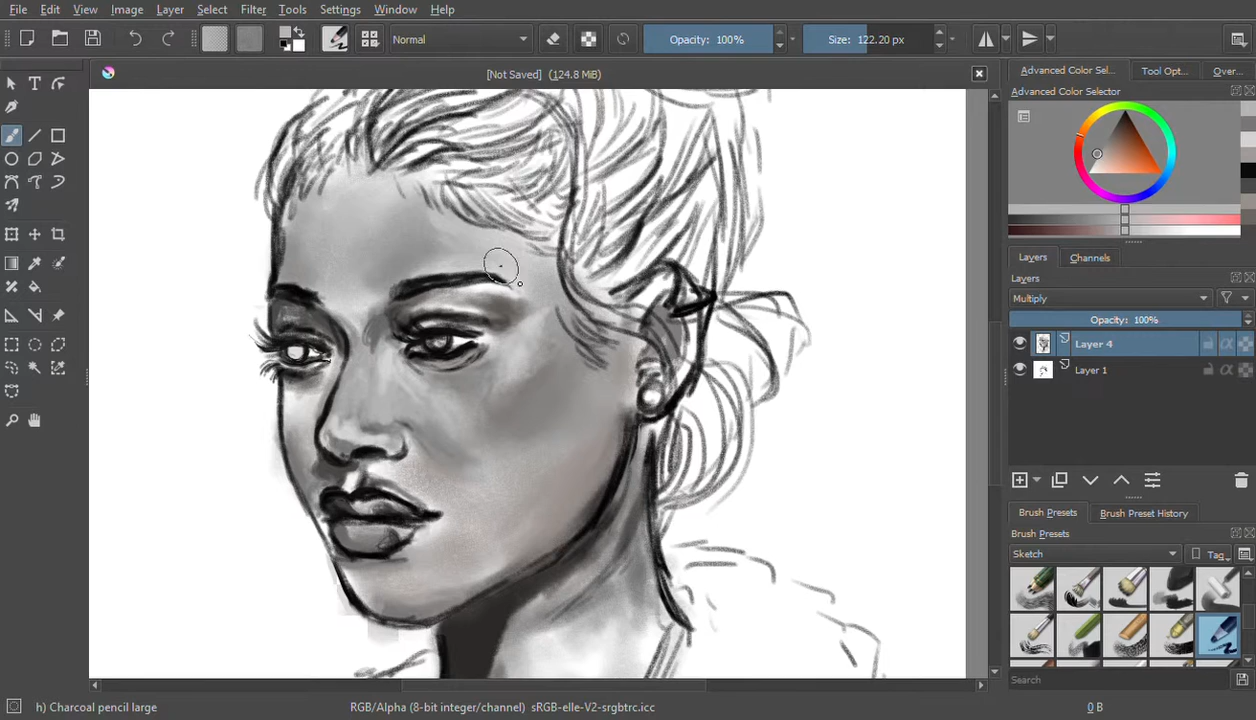 File Edit View Image Layer Select Filter Tools Settings Window Help
Normal Opacity: 100% Size: 122.20 px
[Not Saved] (124.8 MiB)
Advanced Color Sel... Tool Opt... Over...
Advanced Color Selector
Layers Channels
Layers
Multiply
Opacity: 100%
Layer 4
Layer 1
Brush Presets Brush Preset History
Brush Presets
Sketch Tag
Search
h) Charcoal pencil large RGB/Alpha (8-bit integer/channel) sRGB-elle-V2-srgbtrc.icc 0 B